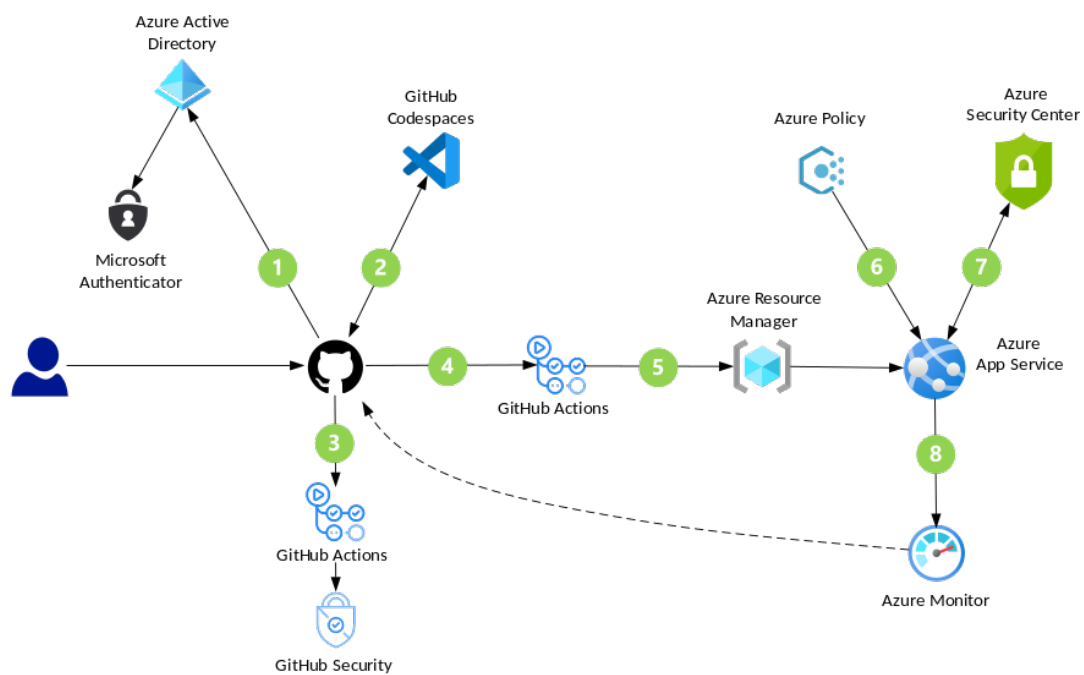 Azure Active
Directory
GitHub
Codespaces
Azure Policy
Azure
Security Center
Microsoft
Authenticator
1
2
6
7
Azure Resource
Manager
Azure
App Service
4
5
GitHub Actions
3
8
GitHub Actions
Azure Monitor
GitHub Security